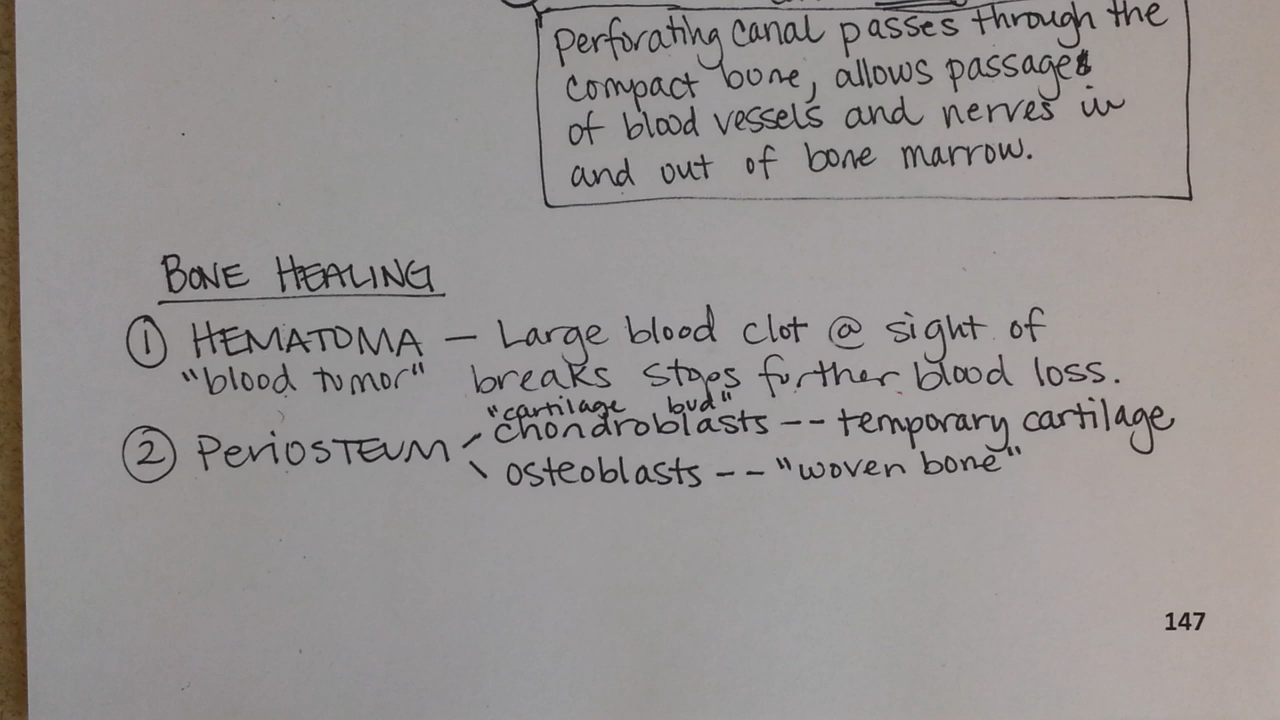 perforating canal passes through the
compact bone, allows passage
of blood vessels and nerves in
and out of bone marrow.
BONE HEALING
① HEMATOMA — Large blood clot @ sight of
"blood tumor" breaks stops further blood loss.
"cartilage bud"
② PERIOSTEUM chondroblasts -- temporary cartilage
osteoblasts -- "woven bone"
147